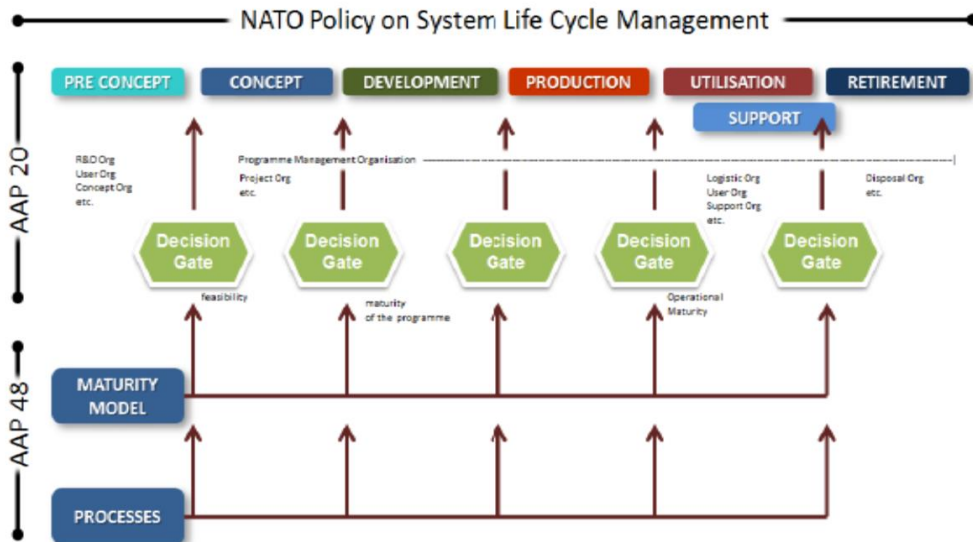 NATO Policy on System Life Cycle Management
AAP 20
PRE CONCEPT
CONCEPT
DEVELOPMENT
PRODUCTION
UTILISATION
RETIREMENT
SUPPORT
R&D Org
User Org
Concept Org
etc.
Programme Management Organisation
Project Org
etc.
Logistic Org
User Org
Support Org
etc.
Disposal Org
etc.
Decision
Gate
Decision
Gate
Decision
Gate
Decision
Gate
Decision
Gate
feasibility
maturity
of the programme
Operational
Maturity
AAP 48
MATURITY
MODEL
PROCESSES